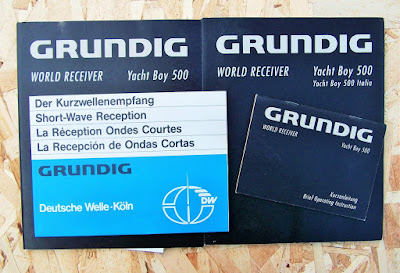 GRUNDIG
WORLD RECEIVER Yacht Boy 500
Der Kurzwellenempfang
Short-Wave Reception
La Réception Ondes Courtes
La Recepción de Ondas Cortas
GRUNDIG
Deutsche Welle·Köln
DW
GRUNDIG
WORLD RECEIVER Yacht Boy 500
Yacht Boy 500 Italia
GRUNDIG
WORLD RECEIVER
Yacht Boy 500
Kurzanleitung
Brief Operating Instruction